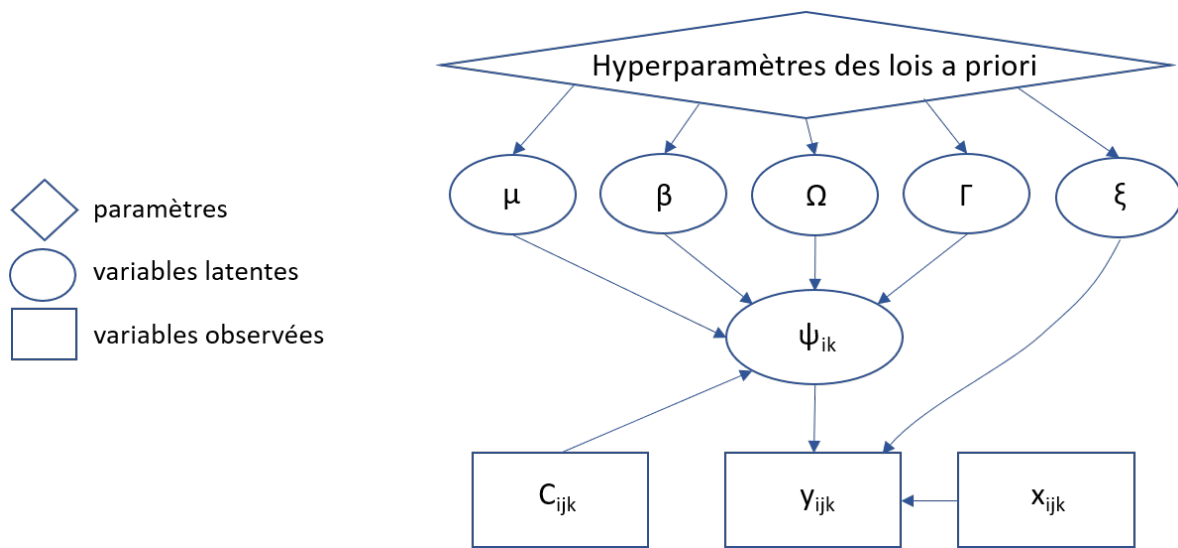 Hyperparamètres des lois a priori
μ
β
Ω
Γ
ξ
paramètres
variables latentes
variables observées
ψik
Cijk
yijk
xijk